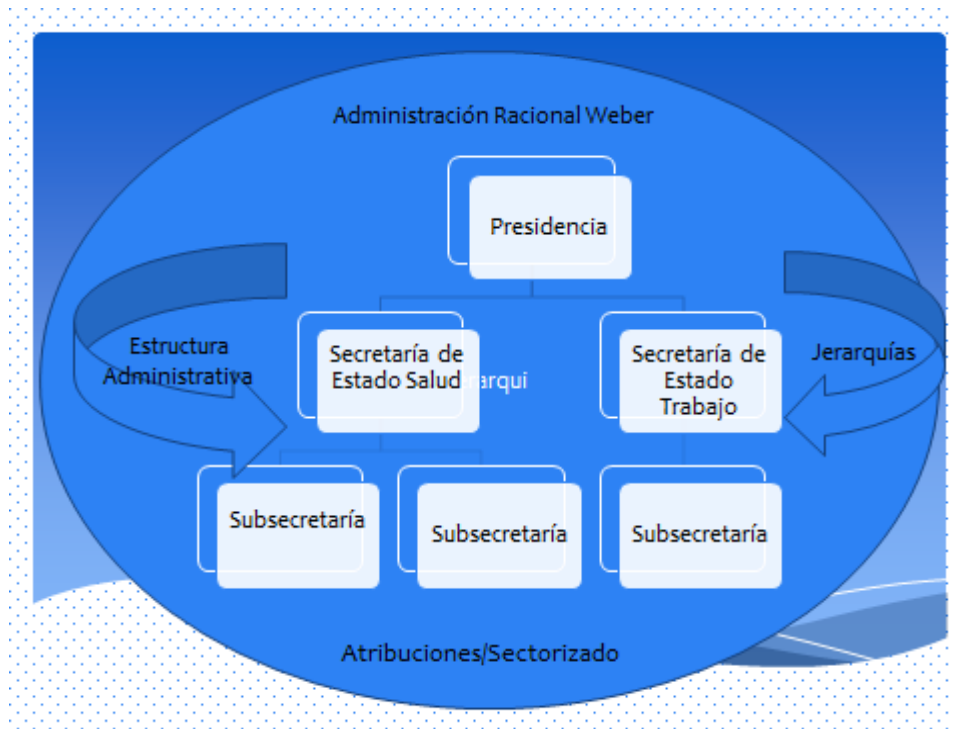 Administración Racional Weber
Presidencia
Estructura
Administrativa
Secretaría de
Estado Salud
erarqui
Secretaría de
Estado
Trabajo
Jerarquías
Subsecretaría
Subsecretaría
Subsecretaría
Atribuciones/Sectorizado